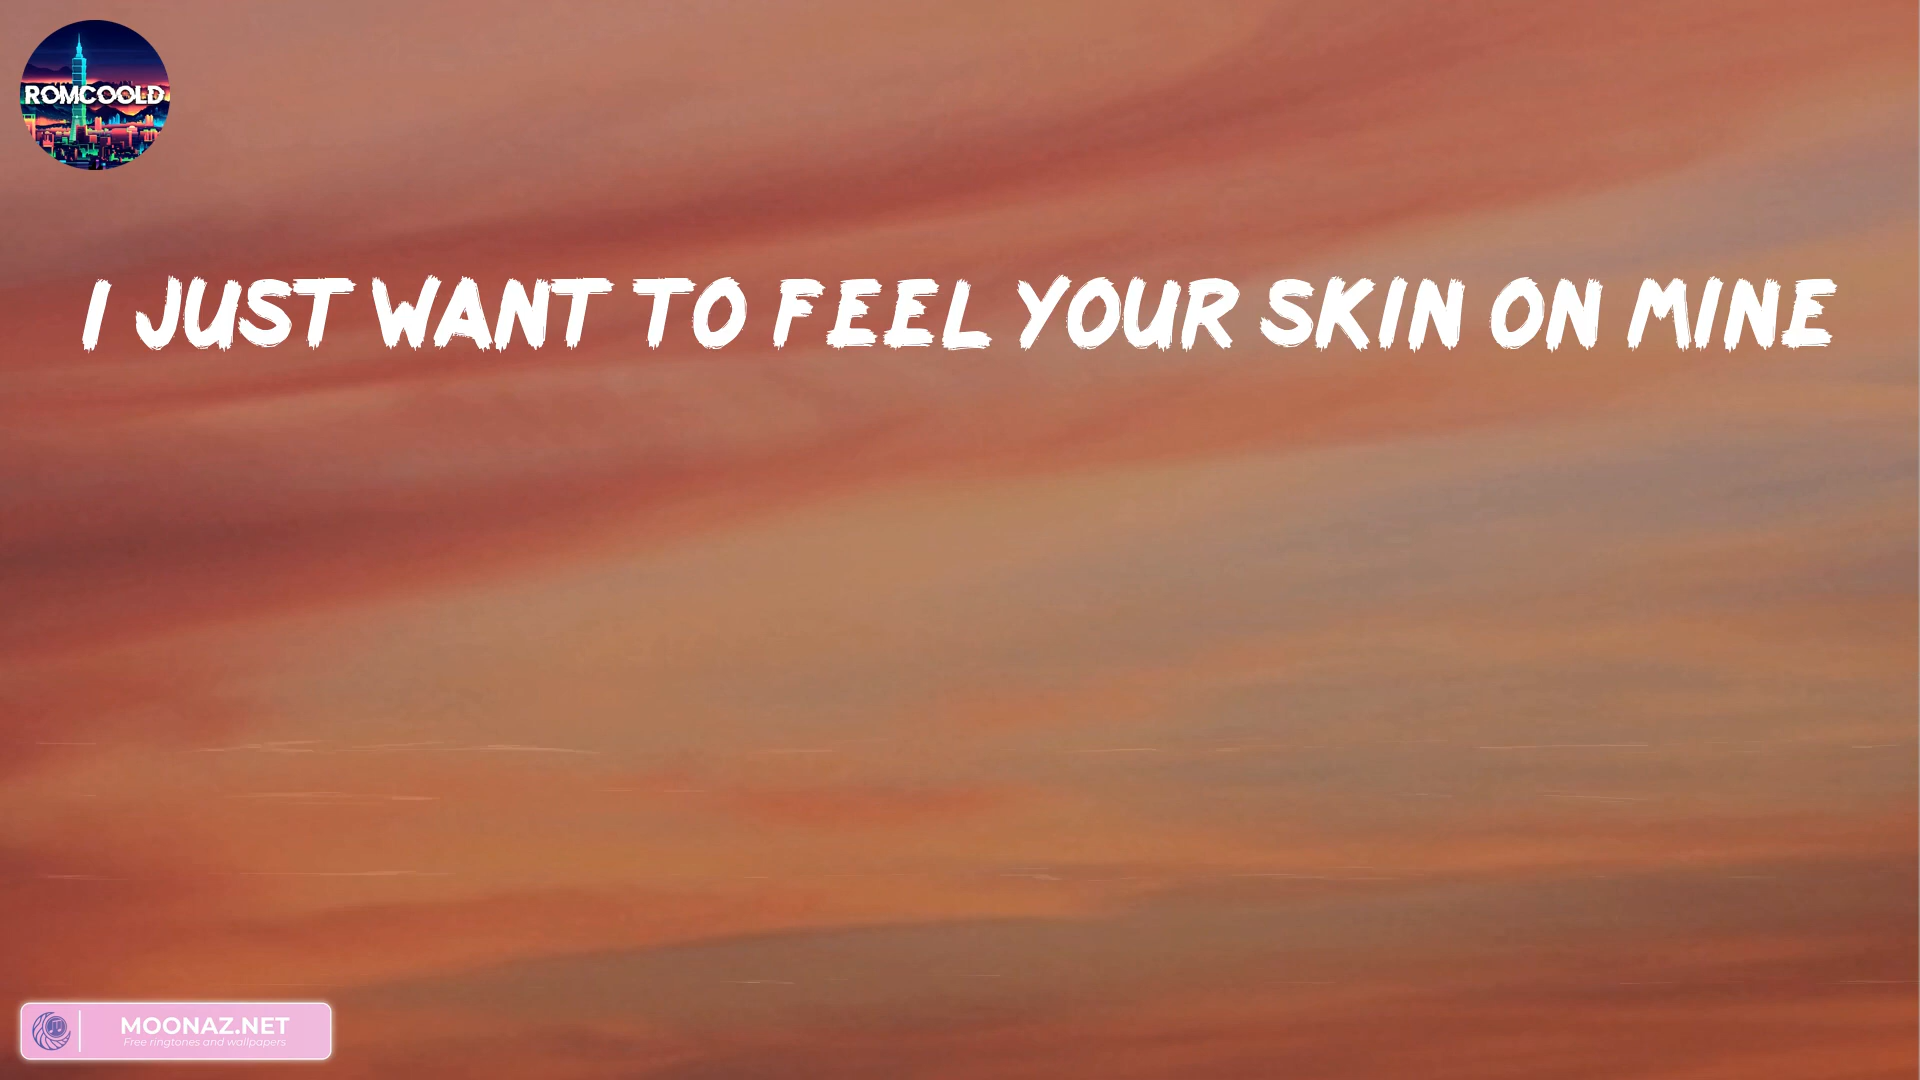 ROMCOOLD
I JUST WANT TO FEEL YOUR SKIN ON MINE
MOONAZ.NET
Free ringtones and wallpapers